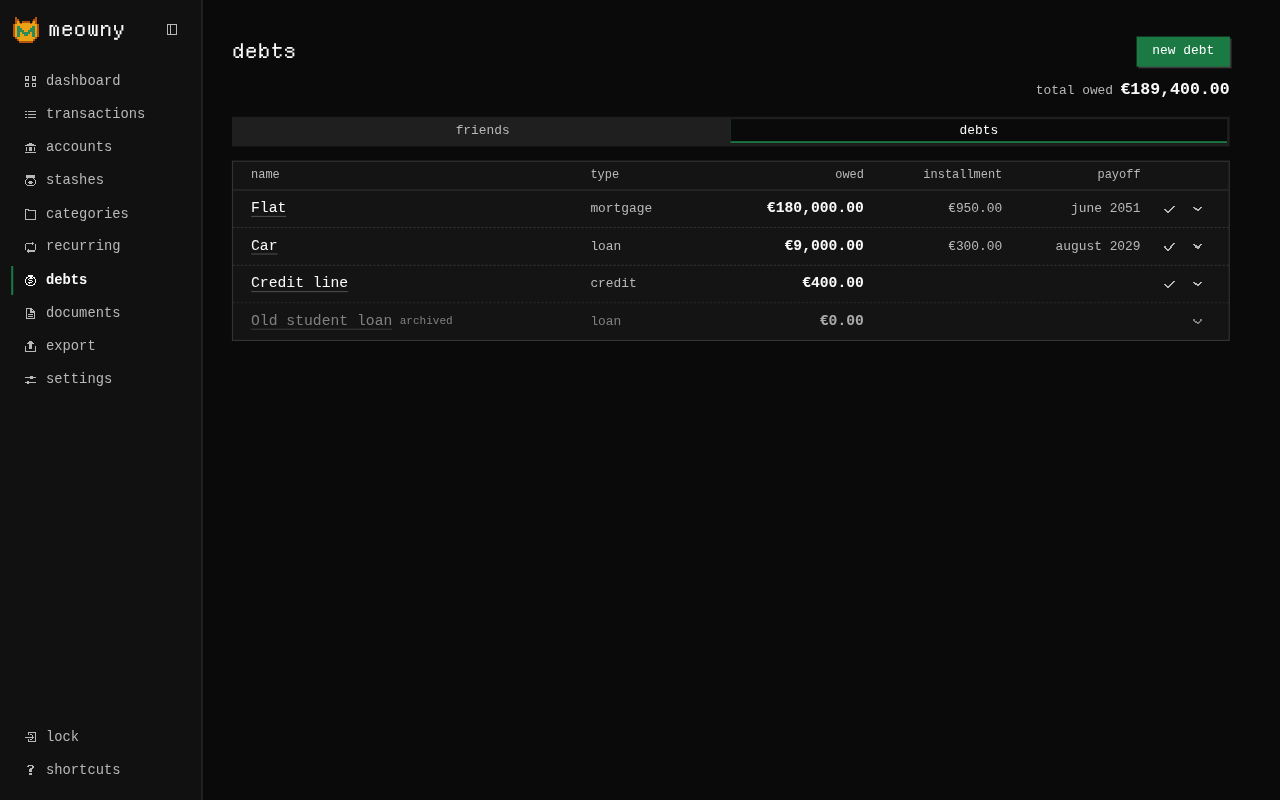 meowny
dashboard
transactions
accounts
stashes
categories
recurring
debts
documents
export
settings
lock
? shortcuts
debts
new debt
total owed €189,400.00
friends debts
name type owed installment payoff
Flat mortgage €180,000.00 €950.00 june 2051
Car loan €9,000.00 €300.00 august 2029
Credit line credit €400.00
Old student loan archived loan €0.00